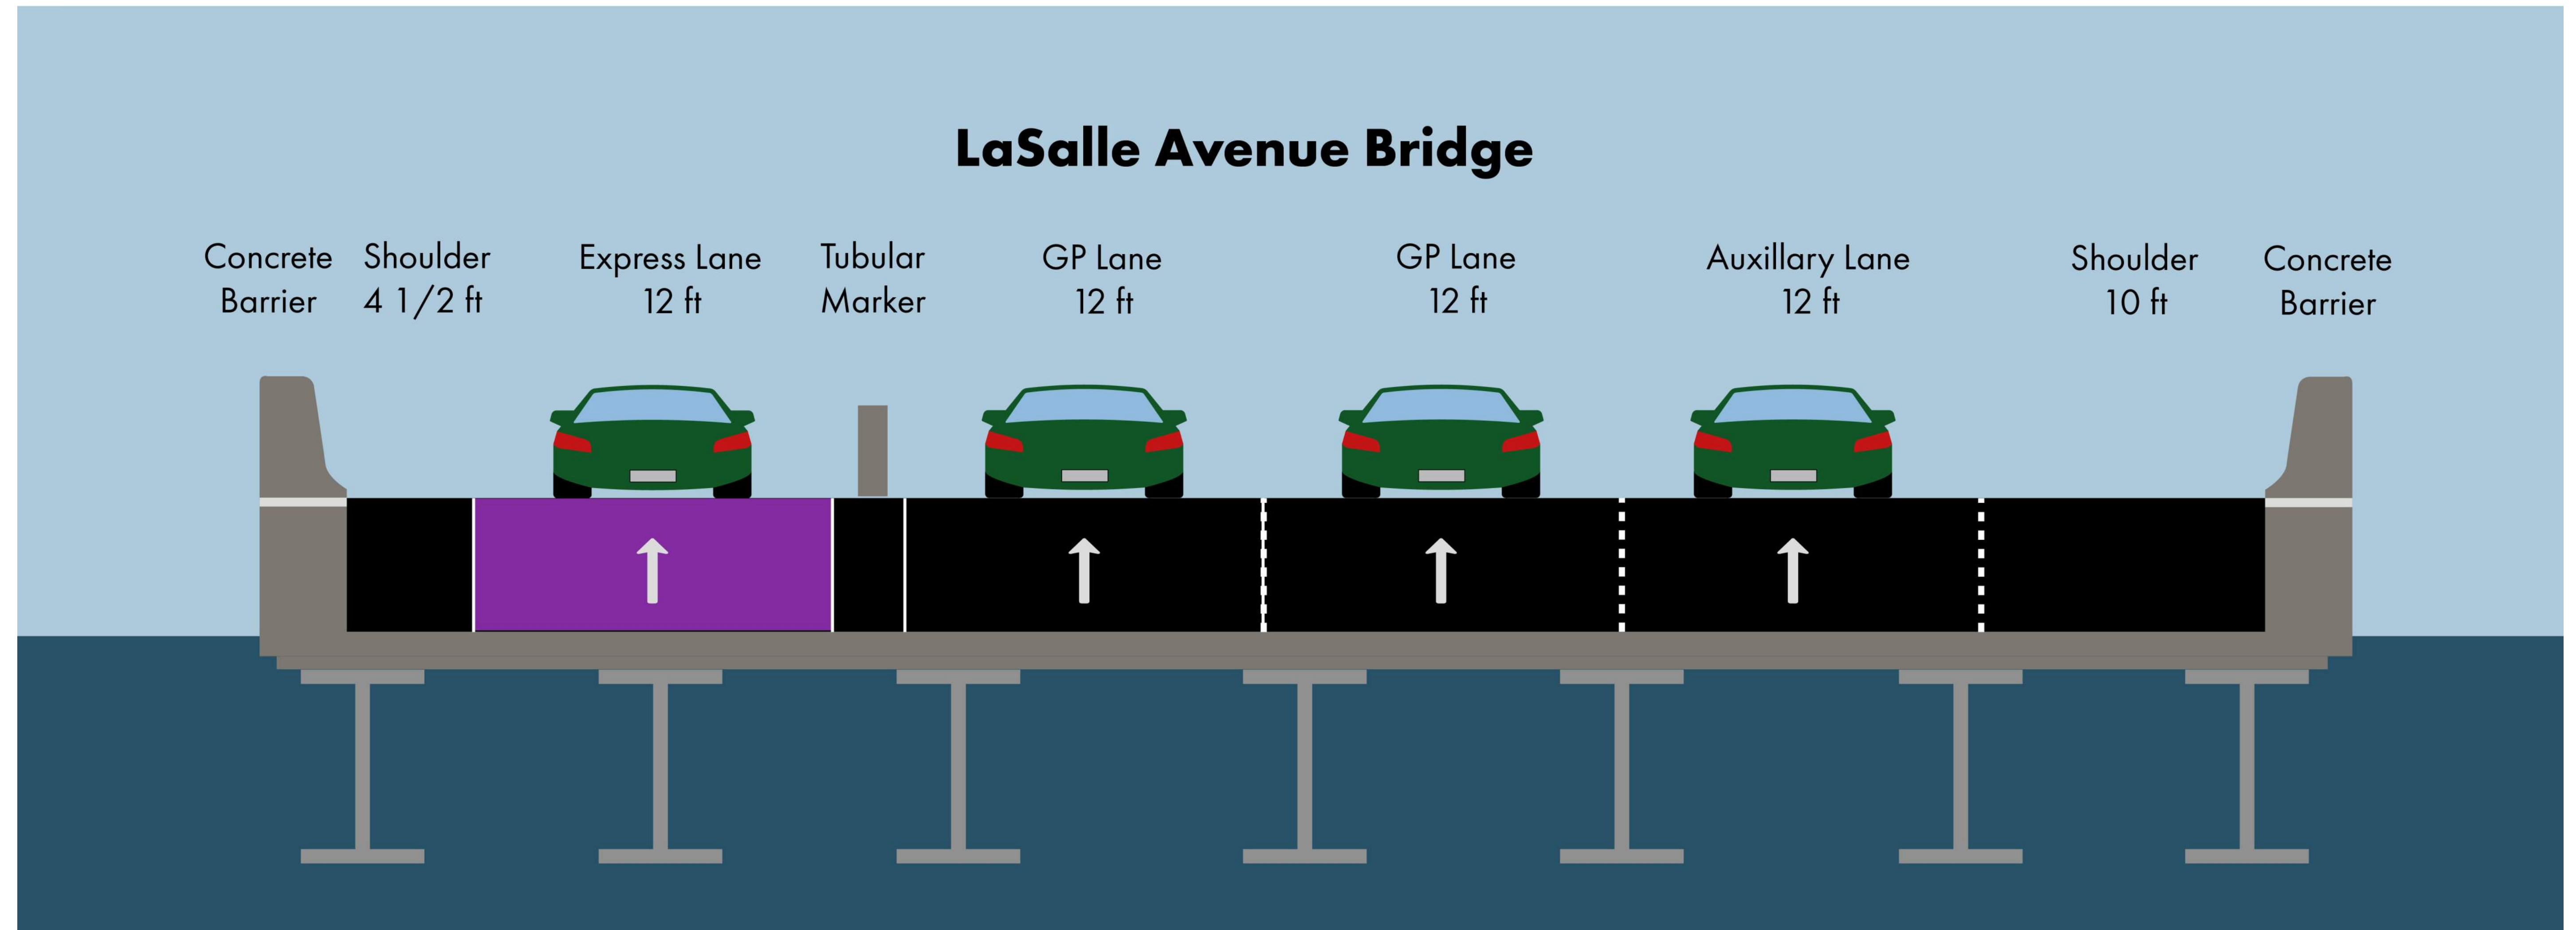 LaSalle Avenue Bridge
Concrete
Barrier
Shoulder
4 1/2 ft
Express Lane
12 ft
Tubular
Marker
GP Lane
12 ft
GP Lane
12 ft
Auxillary Lane
12 ft
Shoulder
10 ft
Concrete
Barrier